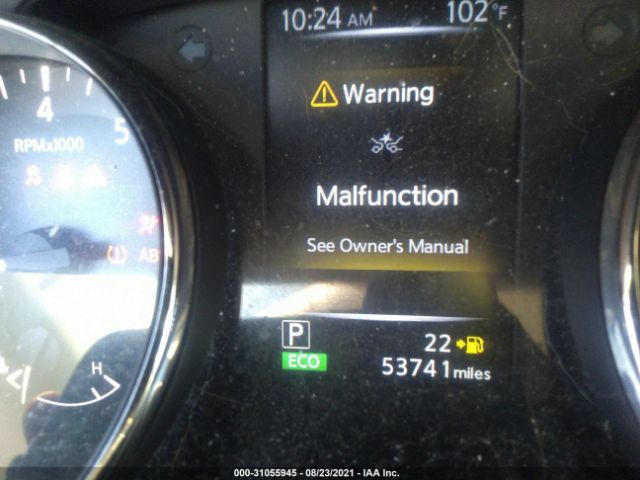 10:24 AM 102°F
Warning
4
5
RPMx1000
Malfunction
See Owner's Manual
AB
P
22
ECO
53741 miles
H
000-31055945 - 08/23/2021 - IAA Inc.